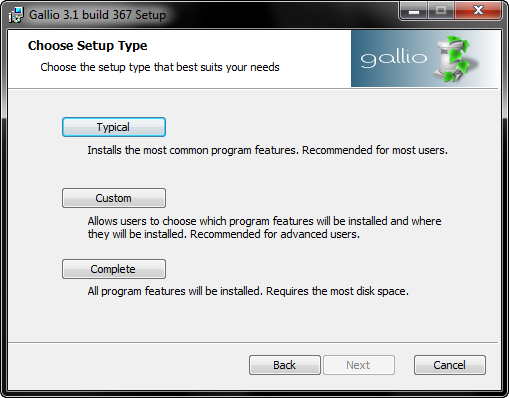 Gallio 3.1 build 367 Setup
Choose Setup Type
Choose the setup type that best suits your needs
gallio
Typical
Installs the most common program features. Recommended for most users.
Custom
Allows users to choose which program features will be installed and where
they will be installed. Recommended for advanced users.
Complete
All program features will be installed. Requires the most disk space.
Back Next Cancel